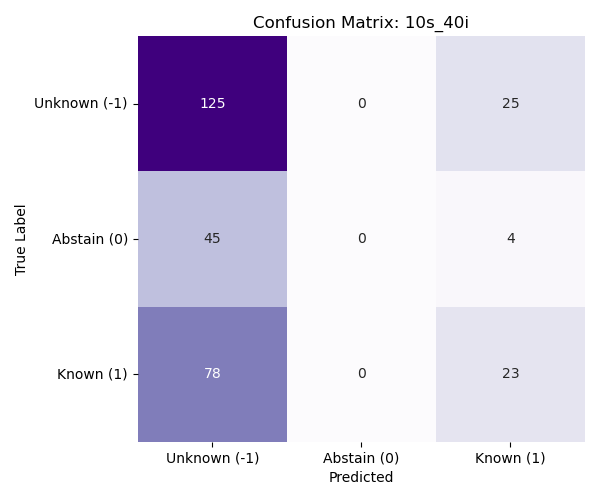 Confusion Matrix: 10s_40i
True Label
Unknown (-1) 125 0 25
Abstain (0) 45 0 4
Known (1) 78 0 23
Unknown (-1) Abstain (0) Known (1)
Predicted